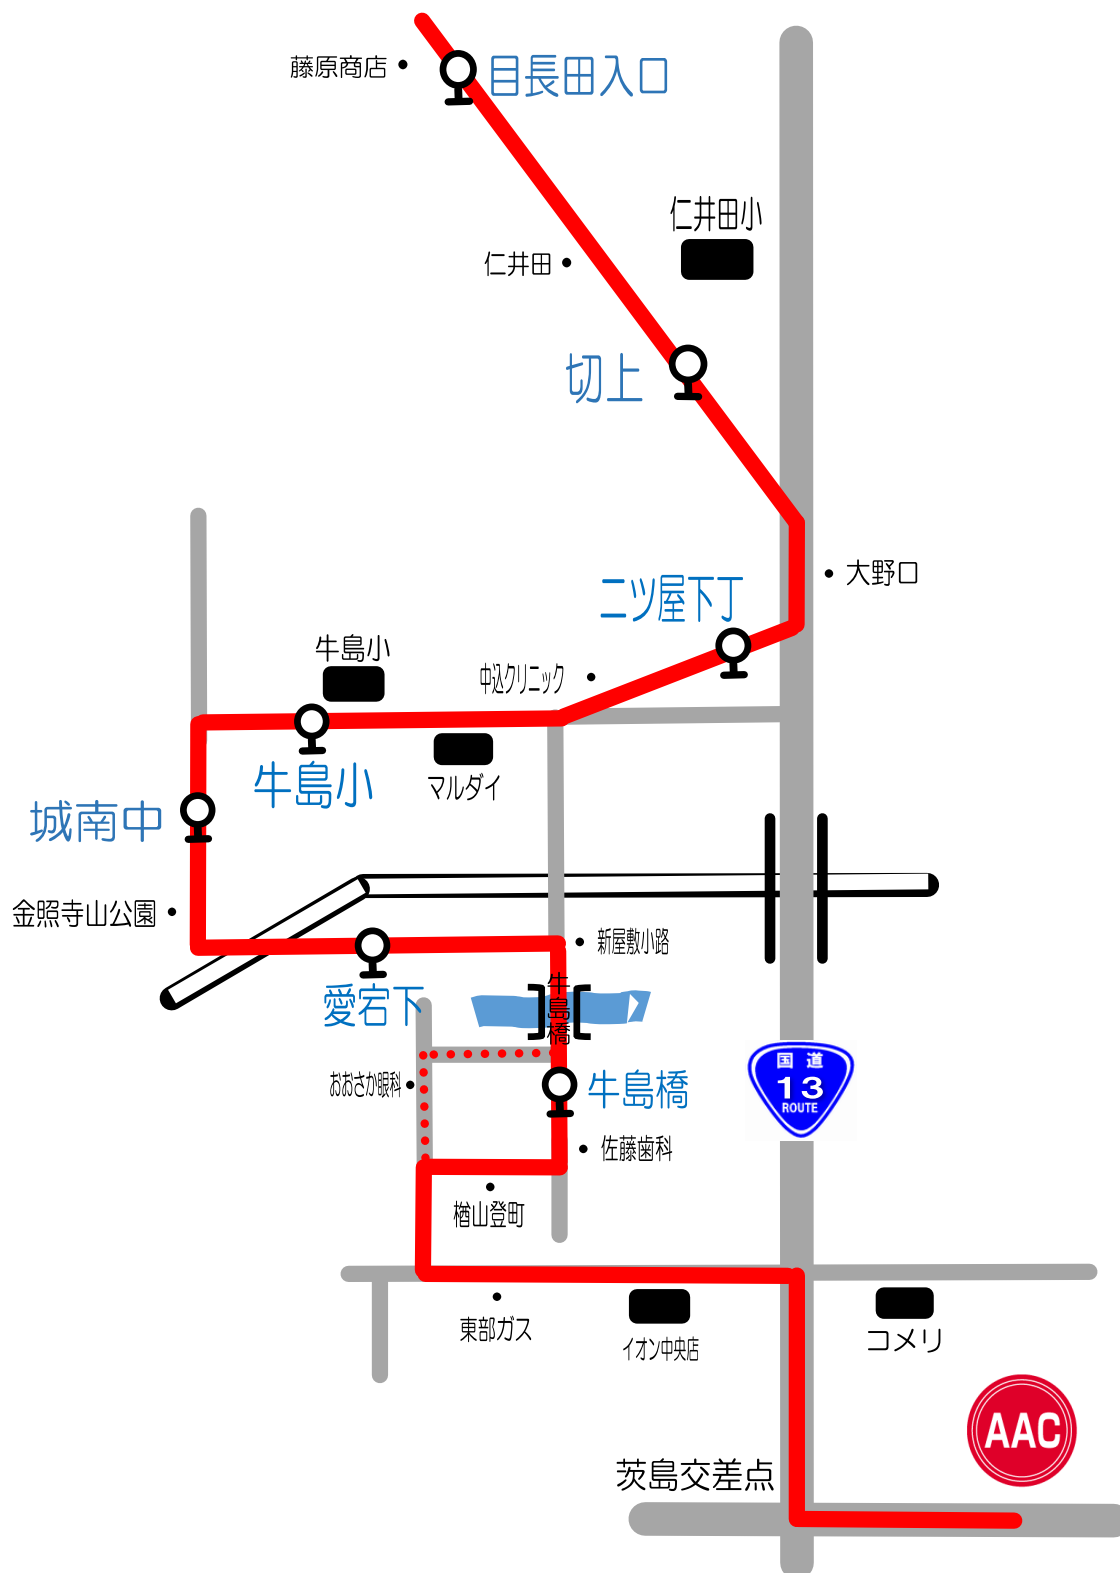 藤原商店
目長田入口
仁井田小
仁井田
切上
大野口
二ツ屋下丁
牛島小
中込クリニック
牛島小
マルダイ
城南中
金照寺山公園
新屋敷小路
愛宕下
牛島橋
おおさか眼科
牛島橋
国道
13
ROUTE
佐藤歯科
楢山登町
東部ガス
イオン中央店
コメリ
AAC
茨島交差点